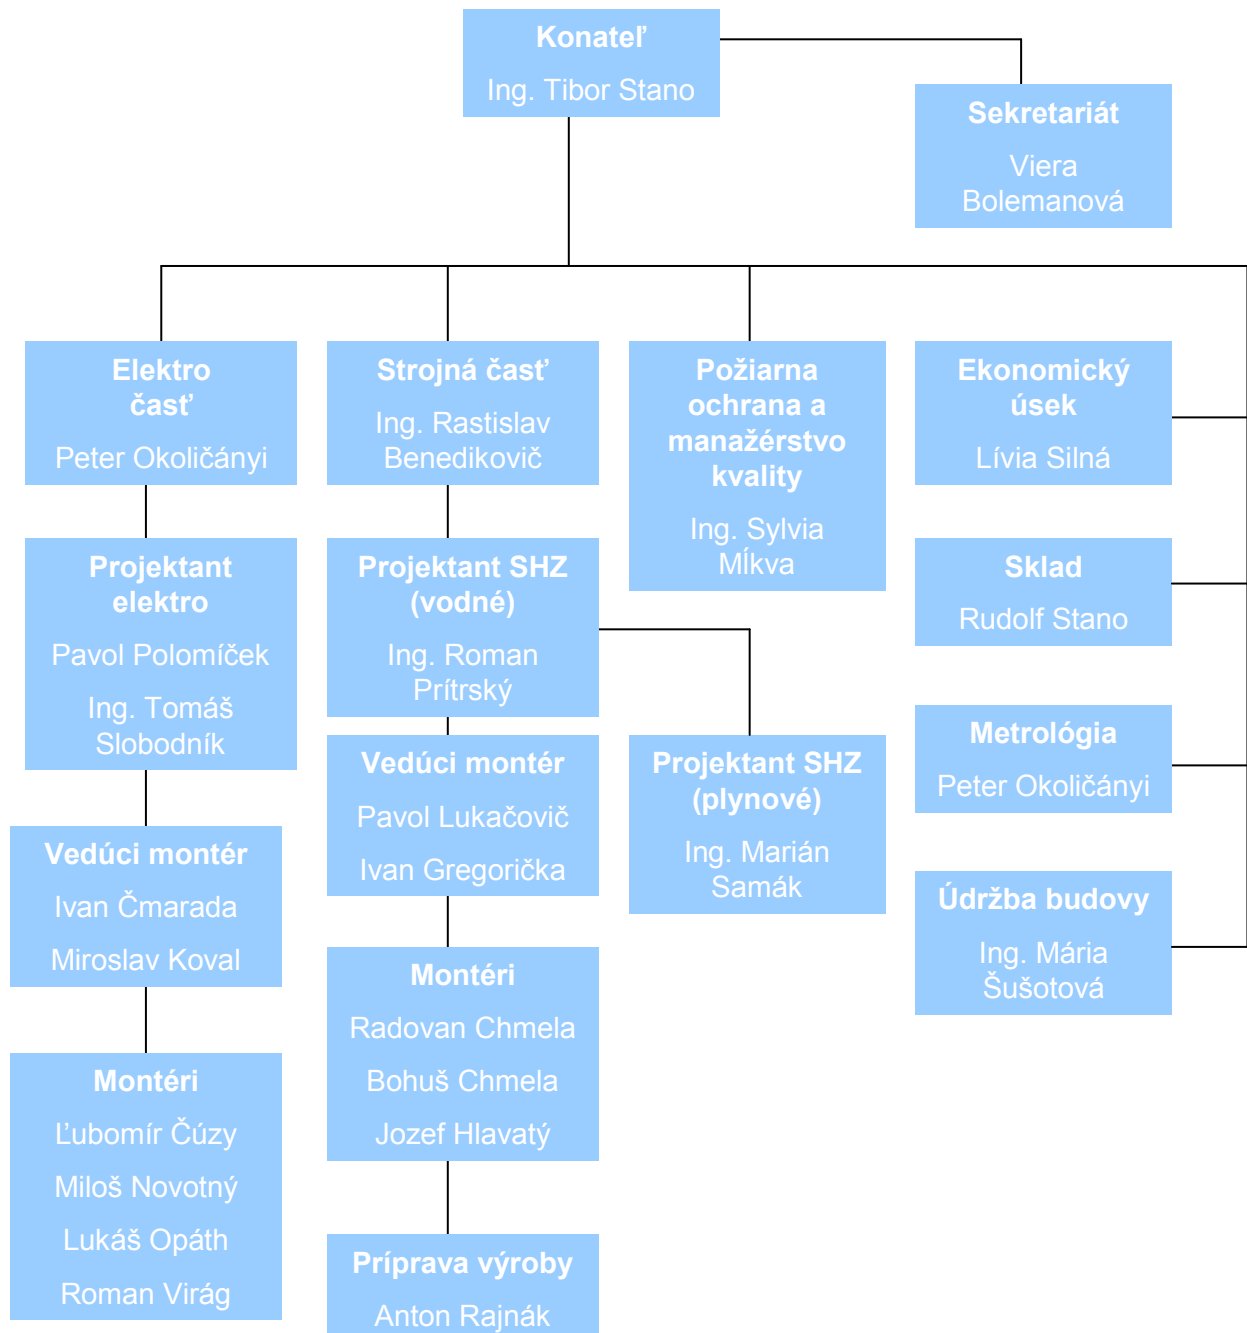 Konateľ
Ing. Tibor Stano
Sekretariát
Viera
Bolemanová
Elektro
časť
Peter Okoličányi
Strojná časť
Ing. Rastislav
Benedikovič
Požiarna
ochrana a
manažérstvo
kvality
Ing. Sylvia
Mĺkva
Ekonomický
úsek
Lívia Silná
Projektant
elektro
Pavol Polomíček
Ing. Tomáš
Slobodník
Projektant SHZ
(vodné)
Ing. Roman
Prítrský
Sklad
Rudolf Stano
Vedúci montér
Pavol Lukačovič
Ivan Gregorička
Projektant SHZ
(plynové)
Ing. Marián
Samák
Metrológia
Peter Okoličányi
Vedúci montér
Ivan Čmarada
Miroslav Koval
Údržba budovy
Ing. Mária
Šušotová
Montéri
Radovan Chmela
Bohuš Chmela
Jozef Hlavatý
Montéri
Ľubomír Čúzy
Miloš Novotný
Lukáš Opáth
Roman Virág
Príprava výroby
Anton Rajnák